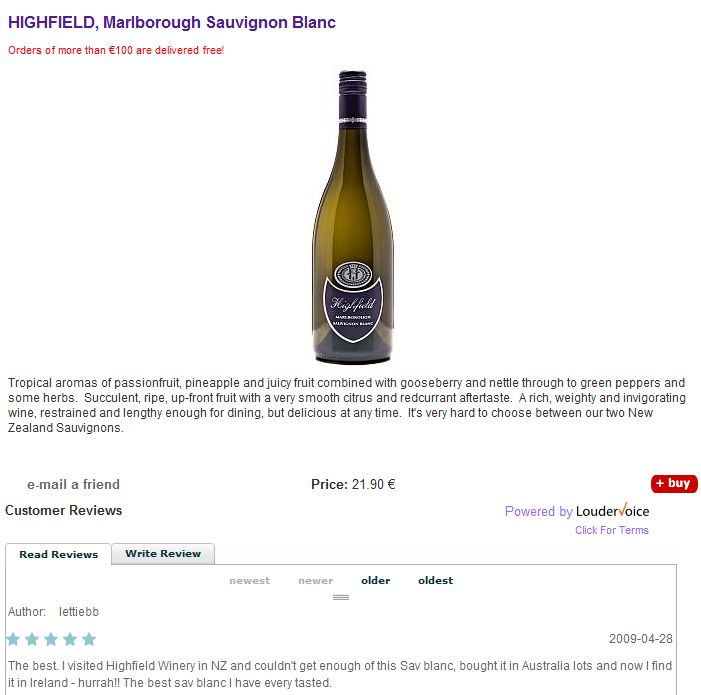 HIGHFIELD, Marlborough Sauvignon Blanc
Orders of more than €100 are delivered free!
Highfield
MARLBOROUGH
SAUVIGNON BLANC
Tropical aromas of passionfruit, pineapple and juicy fruit combined with gooseberry and nettle through to green peppers and
some herbs. Succulent, ripe, up-front fruit with a very smooth citrus and redcurrant aftertaste. A rich, weighty and invigorating
wine, restrained and lengthy enough for dining, but delicious at any time. It's very hard to choose between our two New
Zealand Sauvignons.
e-mail a friend Price: 21.90 € + buy
Customer Reviews Powered by LouderVoice
Click For Terms
Read Reviews Write Review
newest newer older oldest
Author: lettiebb
2009-04-28
The best. I visited Highfield Winery in NZ and couldn't get enough of this Sav blanc, bought it in Australia lots and now I find
it in Ireland - hurrah!! The best sav blanc I have every tasted.